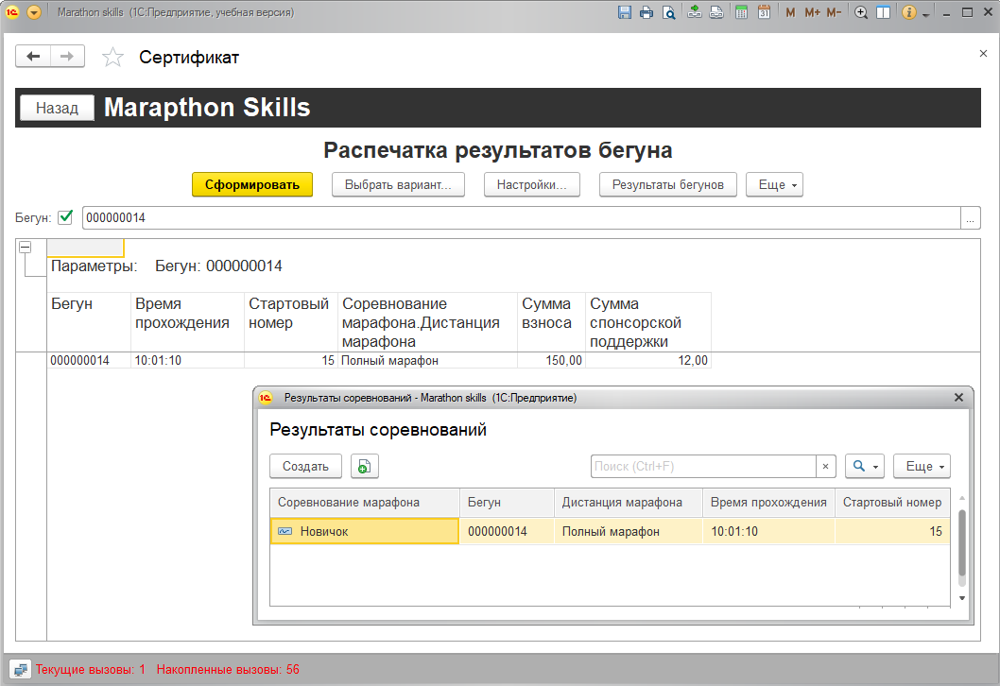 Marathon skills (1С:Предприятие, учебная версия)
31 M M+ M-
Сертификат
Назад Marapthon Skills
Распечатка результатов бегуна
Сформировать Выбрать вариант... Настройки... Результаты бегунов Еще
Бегун: 000000014 ...
Параметры: Бегун: 000000014
Бегун Время прохождения Стартовый номер Соревнование марафона.Дистанция марафона Сумма взноса Сумма спонсорской поддержки
000000014 10:01:10 15 Полный марафон 150,00 12,00
Результаты соревнований - Marathon skills (1С:Предприятие)
Результаты соревнований
Создать Поиск (Ctrl+F) × Еще
Соревнование марафона Бегун Дистанция марафона Время прохождения Стартовый номер
Новичок 000000014 Полный марафон 10:01:10 15
Текущие вызовы: 1 Накопленные вызовы: 56